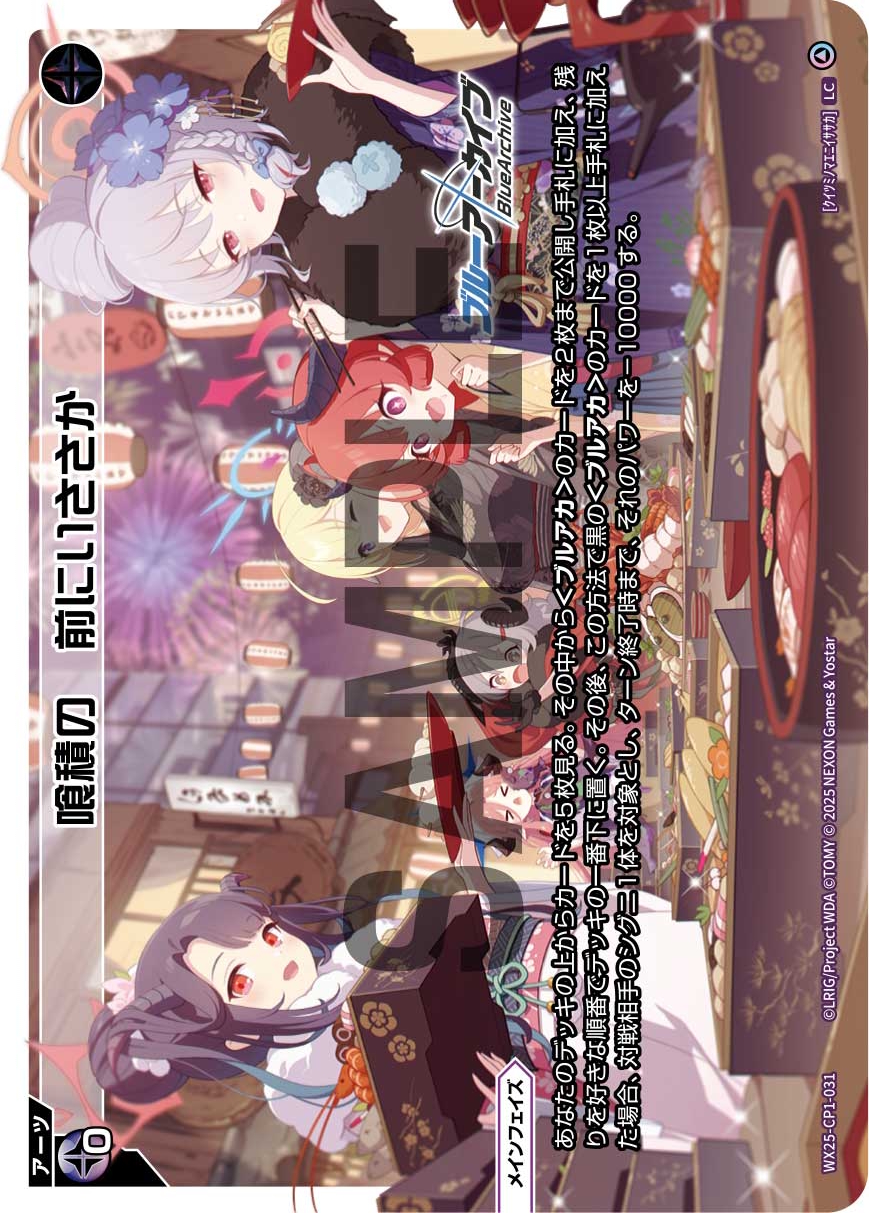 アーツ
0
喰積の 前にいささか
メインフェイズ
ブルーアーカイブ
BlueArchive
あなたのデッキの上からカードを5枚見る。その中から<ブルアカ>のカードを2枚まで公開し手札に加え、残
りを好きな順番でデッキの一番下に置く。その後、この方法で黒の<ブルアカ>のカードを1枚以上手札に加え
た場合、対戦相手のシグニ1体を対象とし、ターン終了時まで、それのパワーを－10000する。
SAMPLE
WX25-CP1-031
©LRIG/Project WDA ©TOMY © 2025 NEXON Games & Yostar
[クイツミノマエニイササカ] LC